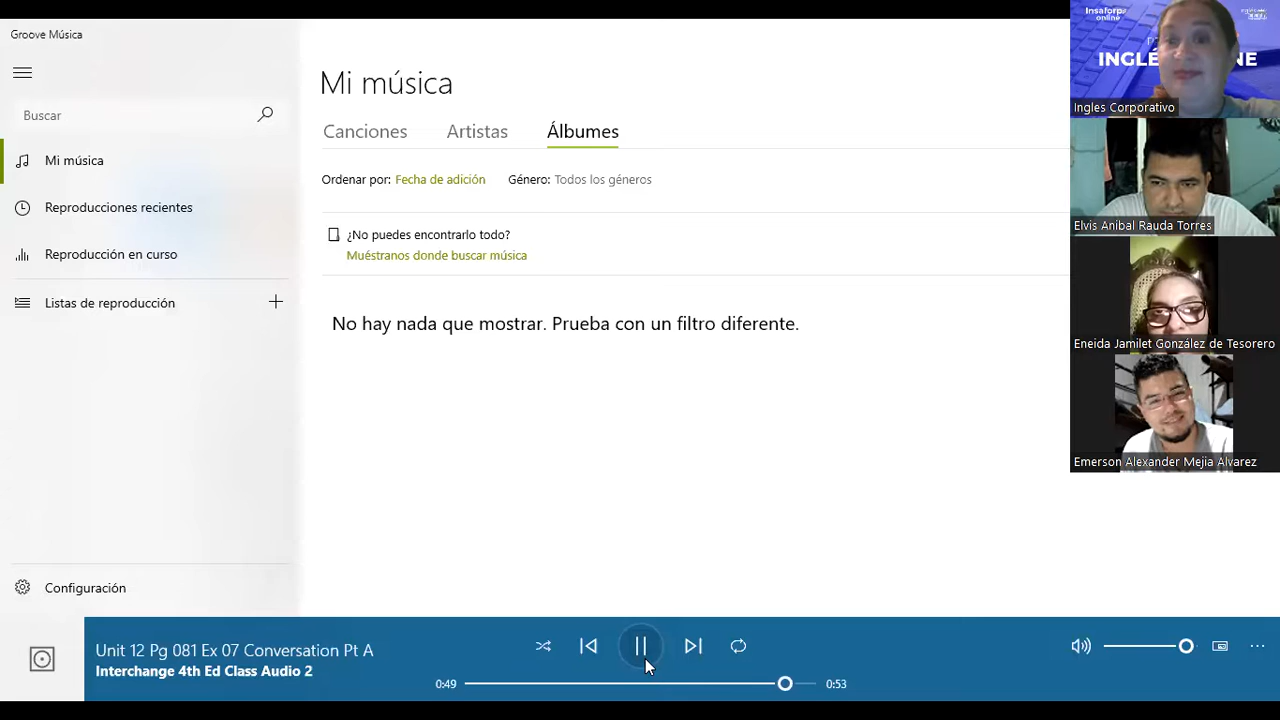 Groove Música
Buscar
Mi música
Reproducciones recientes
Reproducción en curso
Listas de reproducción
Configuración
Mi música
Canciones Artistas Álbumes
Ordenar por: Fecha de adición Género: Todos los géneros
¿No puedes encontrarlo todo?
Muéstranos donde buscar música
No hay nada que mostrar. Prueba con un filtro diferente.
Unit 12 Pg 081 Ex 07 Conversation Pt A
Interchange 4th Ed Class Audio 2
0:49
0:53
Insaforp
online
Ingles Corporativo
Elvis Anibal Rauda Torres
Eneida Jamilet González de Tesorero
Emerson Alexander Mejia Alvarez